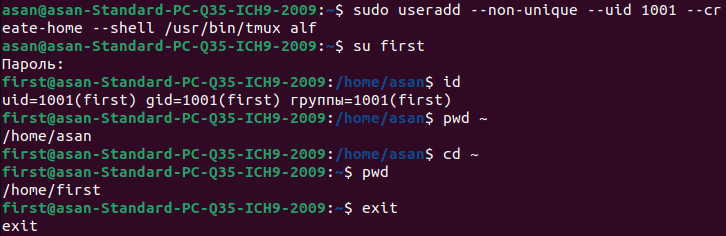 asan@asan-Standard-PC-Q35-ICH9-2009:~$ sudo useradd --non-unique --uid 1001 --cr
eate-home --shell /usr/bin/tmux alf
asan@asan-Standard-PC-Q35-ICH9-2009:~$ su first
Пароль:
first@asan-Standard-PC-Q35-ICH9-2009:/home/asan$ id
uid=1001(first) gid=1001(first) группы=1001(first)
first@asan-Standard-PC-Q35-ICH9-2009:/home/asan$ pwd ~
/home/asan
first@asan-Standard-PC-Q35-ICH9-2009:/home/asan$ cd ~
first@asan-Standard-PC-Q35-ICH9-2009:~$ pwd
/home/first
first@asan-Standard-PC-Q35-ICH9-2009:~$ exit
exit